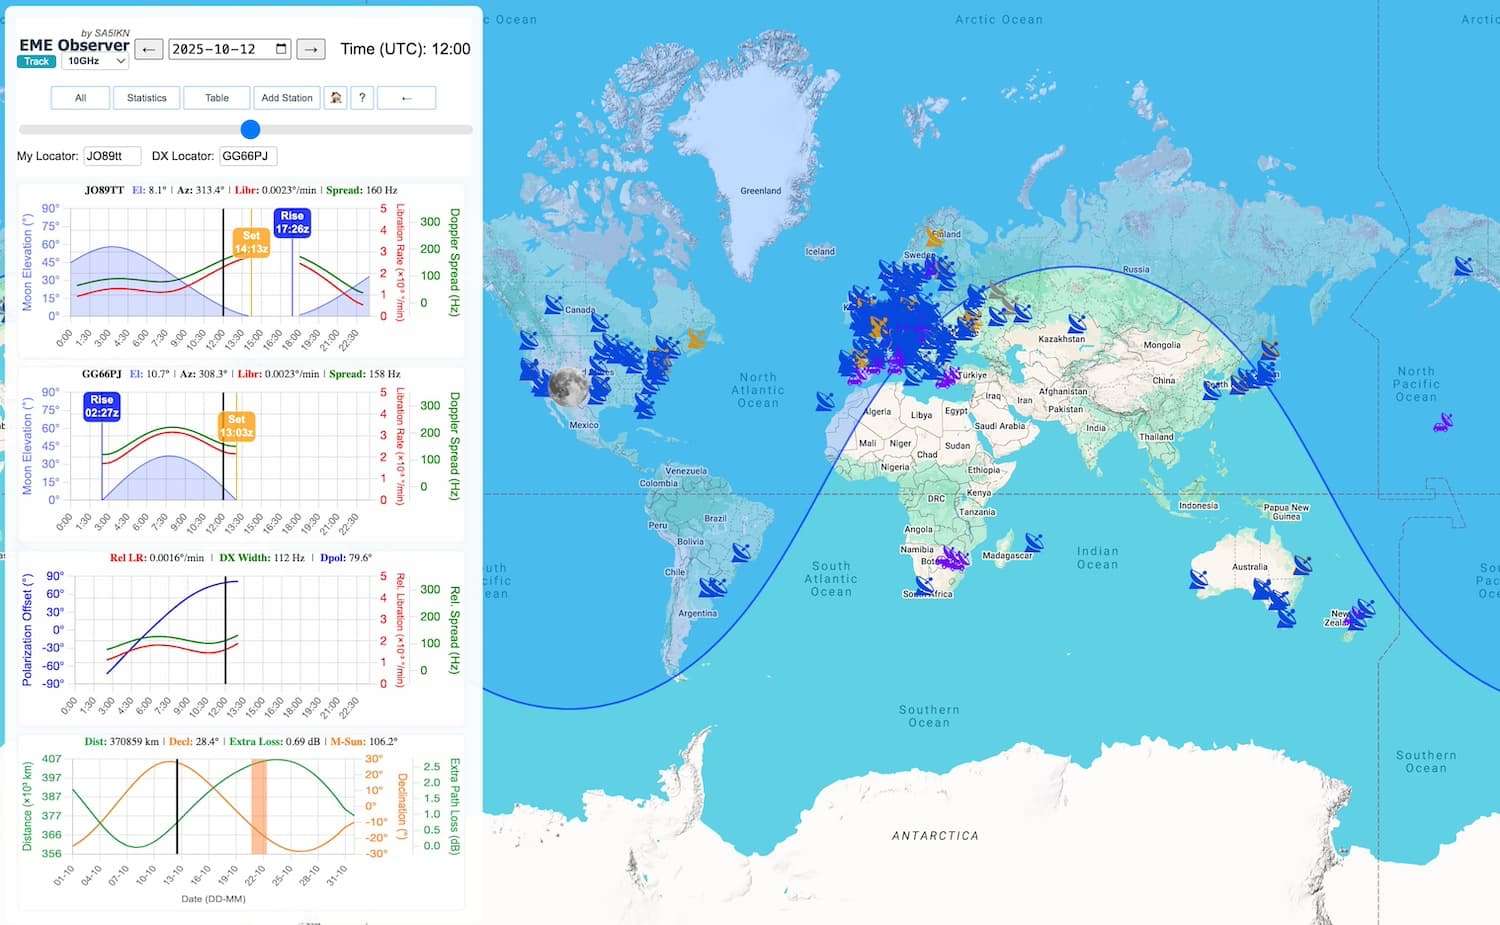 by SA5IKN
EME Observer
← 2025-10-12 → Time (UTC): 12:00
Track 10GHz
All Statistics Table Add Station ? ←
My Locator: JO89tt DX Locator: GG66PJ
JO89TT El: 8.1° | Az: 313.4° | Libr: 0.0023°/min | Spread: 160 Hz
Moon Elevation (°)
90°
75°
60°
45°
30°
15°
0°
Rise
17:26z
Set
14:13z
5
4
3
2
1
0
Libration Rate (×10³ °/min)
300
200
100
0
Doppler Spread (Hz)
0:00 1:30 3:00 4:30 6:00 7:30 9:00 10:30 12:00 13:30 15:00 16:30 18:00 19:30 21:00 22:30
GG66PJ El: 10.7° | Az: 308.3° | Libr: 0.0023°/min | Spread: 158 Hz
Moon Elevation (°)
90°
75°
60°
45°
30°
15°
0°
Rise
02:27z
Set
13:03z
5
4
3
2
1
0
Libration Rate (×10³ °/min)
300
200
100
0
Doppler Spread (Hz)
0:00 1:30 3:00 4:30 6:00 7:30 9:00 10:30 12:00 13:30 15:00 16:30 18:00 19:30 21:00 22:30
Rel LR: 0.0016°/min | DX Width: 112 Hz | Dpol: 79.6°
Polarization Offset (°)
90°
60°
30°
0°
-30°
-60°
-90°
5
4
3
2
1
0
Rel. Libration (×10³ °/min)
300
200
100
0
Rel. Spread (Hz)
0:00 1:30 3:00 4:30 6:00 7:30 9:00 10:30 12:00 13:30 15:00 16:30 18:00 19:30 21:00 22:30
Dist: 370859 km | Decl: 28.4° | Extra Loss: 0.69 dB | M-Sun: 106.2°
Distance (×10³ km)
407
397
387
377
366
356
30°
20°
10°
0°
-10°
-20°
-30°
Declination (°)
2.5
2.0
1.5
1.0
0.5
0.0
Extra Path Loss (dB)
01-10 04-10 07-10 10-10 13-10 16-10 19-10 22-10 25-10 28-10 31-10
Date (DD-MM)
c Ocean
Arctic Ocean
Arctic
Greenland
Iceland
Finland
Sweden
Russia
Canada
Kazakhstan
Mongolia
Türkiye
China
South
North
Atlantic
Ocean
North
Pacific
Ocean
Mexico
Algeria
Libya
Egypt
Iraq
Iran
Afghanistan
Pakistan
Saudi Arabia
India
Thailand
Mali
Niger
Chad
Sudan
Nigeria
Ethiopia
Venezuela
Colombia
DRC
Kenya
Tanzania
Indonesia
Papua New
Guinea
Peru
Brazil
Bolivia
Angola
Namibia
Madagascar
Chile
South
Atlantic
Ocean
Indian
Ocean
Australia
South Africa
Argentina
New
Southern
Ocean
Southern
Ocean
ANTARCTICA